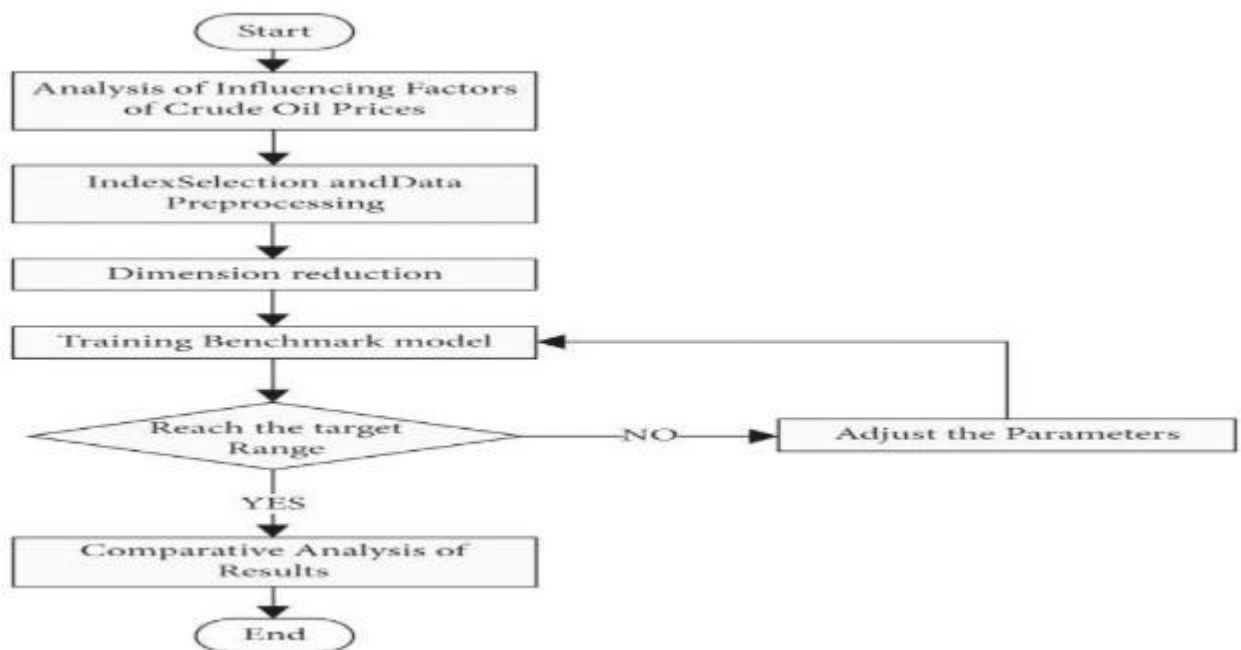 Start
Analysis of Influencing Factors
of Crude Oil Prices
IndexSelection andData
Preprocessing
Dimension reduction
Training Benchmark model
Reach the target
Range
NO
Adjust the Parameters
YES
Comparative Analysis of
Results
End